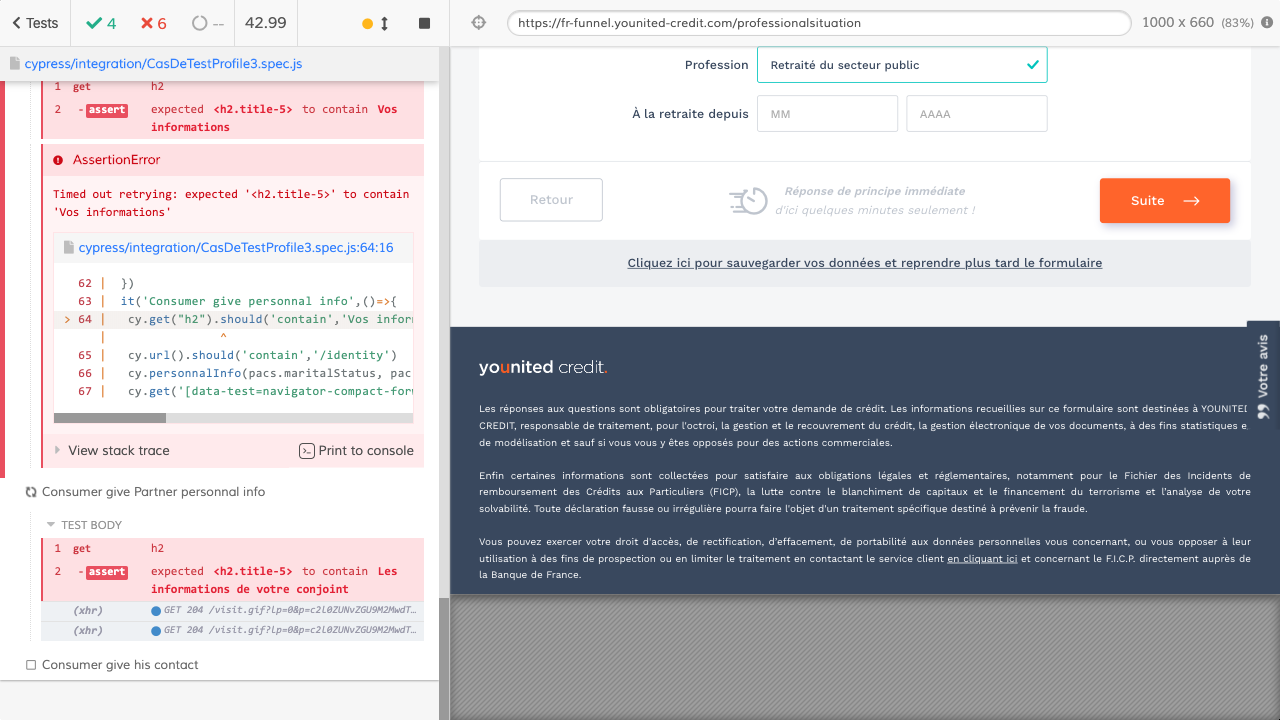 Tests
4
6
--
42.99
https://fr-funnel.younited-credit.com/professionalsituation
1000 x 660 (83%)
cypress/integration/CasDeTestProfile3.spec.js
1 get h2
2 -assert expected <h2.title-5> to contain Vos
informations
AssertionError
Timed out retrying: expected '<h2.title-5>' to contain
'Vos informations'
cypress/integration/CasDeTestProfile3.spec.js:64:16
62 | })
63 | it('Consumer give personnal info',()=>{
> 64 | cy.get("h2").should('contain','Vos infor
| ^
65 | cy.url().should('contain','/identity')
66 | cy.personnalInfo(pacs.maritalStatus, pac
67 | cy.get('[data-test=navigator-compact-for
View stack trace
Print to console
Consumer give Partner personnal info
TEST BODY
1 get h2
2 -assert expected <h2.title-5> to contain Les
informations de votre conjoint
(xhr) GET 204 /visit.gif?lp=0&p=c2l0ZUNvZGU9M2MwdT…
(xhr) GET 204 /visit.gif?lp=0&p=c2l0ZUNvZGU9M2MwdT…
Consumer give his contact
Profession
Retraité du secteur public
À la retraite depuis
MM
AAAA
Retour
Réponse de principe immédiate
d'ici quelques minutes seulement !
Suite
Cliquez ici pour sauvegarder vos données et reprendre plus tard le formulaire
Votre avis
younited credit.
Les réponses aux questions sont obligatoires pour traiter votre demande de crédit. Les informations recueillies sur ce formulaire sont destinées à YOUNITED
CREDIT, responsable de traitement, pour l'octroi, la gestion et le recouvrement du crédit, la gestion électronique de vos documents, à des fins statistiques e
de modélisation et sauf si vous vous y êtes opposés pour des actions commerciales.
Enfin certaines informations sont collectées pour satisfaire aux obligations légales et réglementaires, notamment pour le Fichier des Incidents de
remboursement des Crédits aux Particuliers (FICP), la lutte contre le blanchiment de capitaux et le financement du terrorisme et l'analyse de votre
solvabilité. Toute déclaration fausse ou irrégulière pourra faire l'objet d'un traitement spécifique destiné à prévenir la fraude.
Vous pouvez exercer votre droit d'accès, de rectification, d'effacement, de portabilité aux données personnelles vous concernant, ou vous opposer à leur
utilisation à des fins de prospection ou en limiter le traitement en contactant le service client en cliquant ici et concernant le F.I.C.P. directement auprès de
la Banque de France.